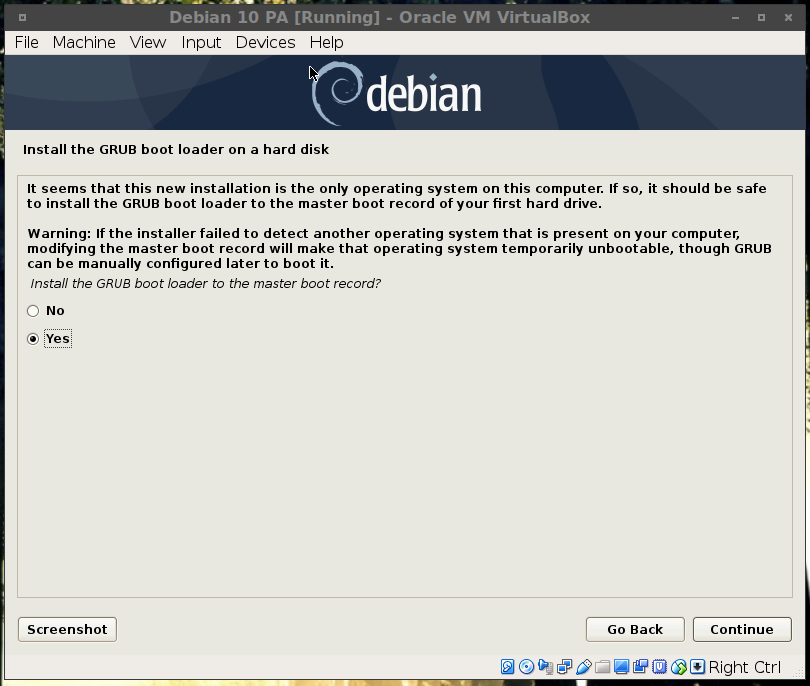 Debian 10 PA [Running] - Oracle VM VirtualBox
File Machine View Input Devices Help
debian
Install the GRUB boot loader on a hard disk
It seems that this new installation is the only operating system on this computer. If so, it should be safe
to install the GRUB boot loader to the master boot record of your first hard drive.
Warning: If the installer failed to detect another operating system that is present on your computer,
modifying the master boot record will make that operating system temporarily unbootable, though GRUB
can be manually configured later to boot it.
Install the GRUB boot loader to the master boot record?
No
Yes
Screenshot Go Back Continue
Right Ctrl